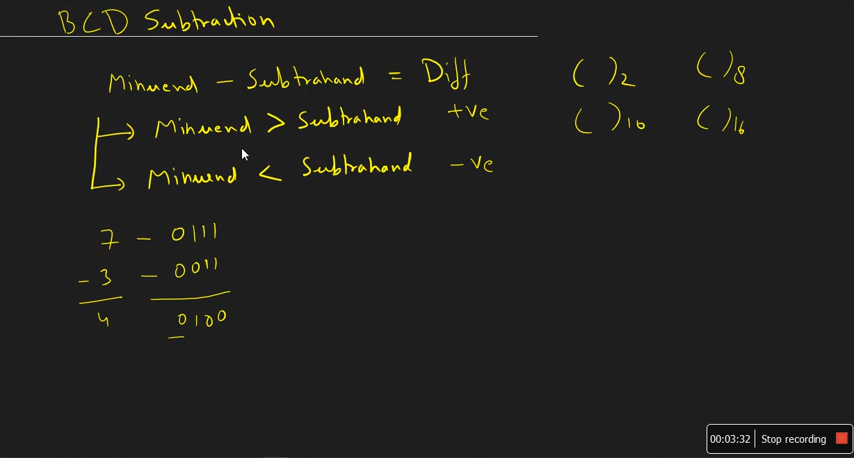 BCD Subtraction
Minuend - Subtrahand = Diff ( )2 ( )8
Minuend > Subtrahand +ve ( )10 ( )16
Minuend < Subtrahand -ve
7 - 0111
- 3 - 0011
4 0100
00:03:32 Stop recording